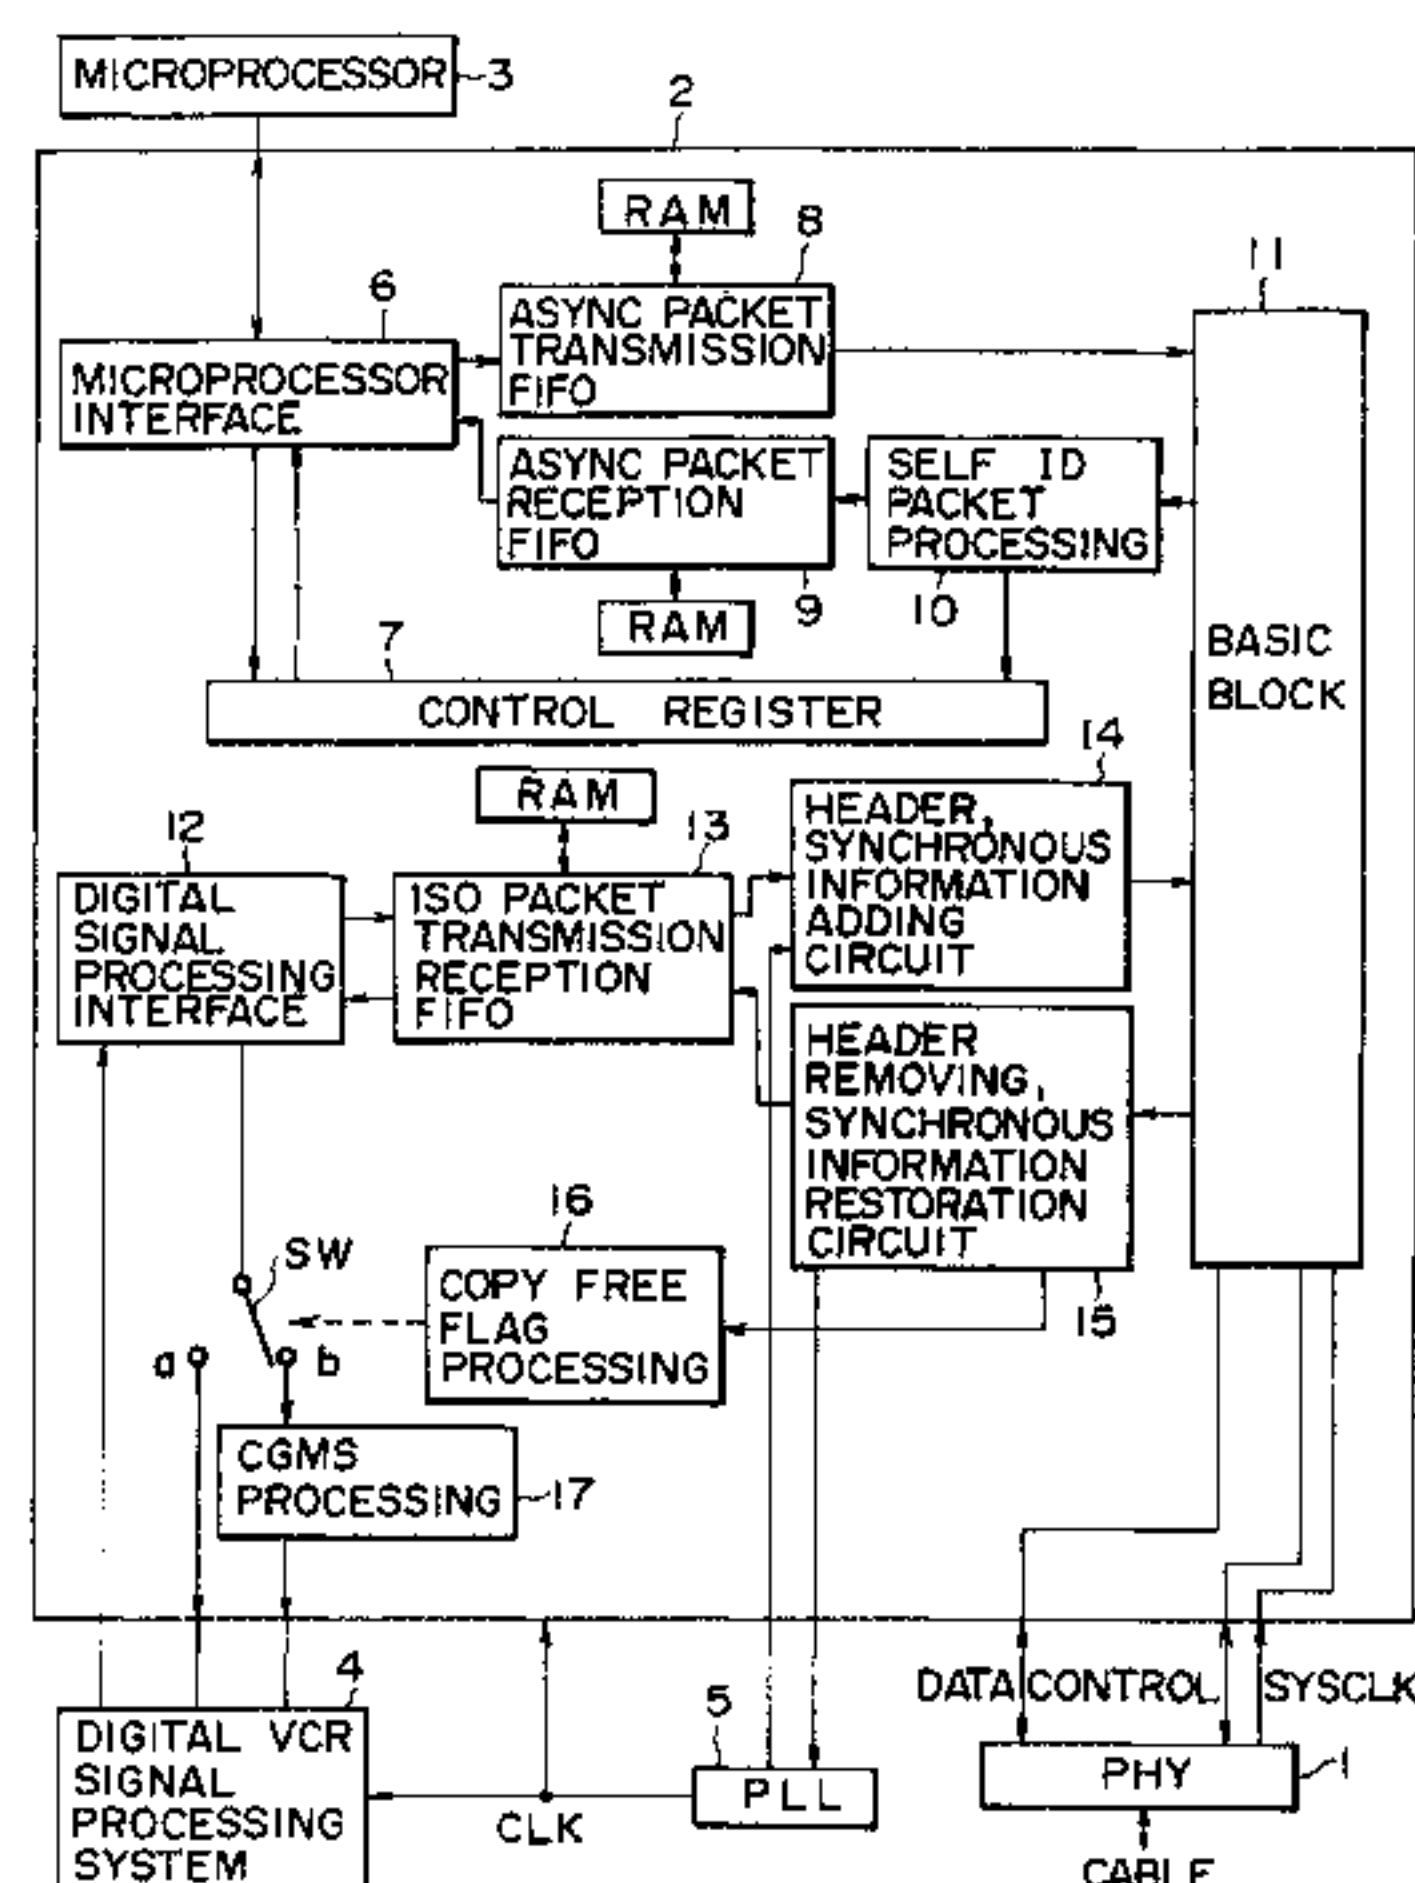 MICROPROCESSOR
3
2
RAM
8
11
6
ASYNC PACKET
TRANSMISSION
FIFO
MICROPROCESSOR
INTERFACE
ASYNC PACKET
RECEPTION
FIFO
SELF ID
PACKET
PROCESSING
9
10
RAM
7
BASIC
BLOCK
CONTROL REGISTER
14
RAM
12
13
HEADER,
SYNCHRONOUS
INFORMATION
ADDING
CIRCUIT
DIGITAL
SIGNAL
PROCESSING
INTERFACE
ISO PACKET
TRANSMISSION
RECEPTION
FIFO
HEADER
REMOVING,
SYNCHRONOUS
INFORMATION
RESTORATION
CIRCUIT
16
SW
COPY FREE
FLAG
PROCESSING
15
a
b
CGMS
PROCESSING
17
4
5
DATA
CONTROL
SYSCLK
DIGITAL VCR
SIGNAL
PROCESSING
SYSTEM
CLK
PLL
PHY
1
CABLE